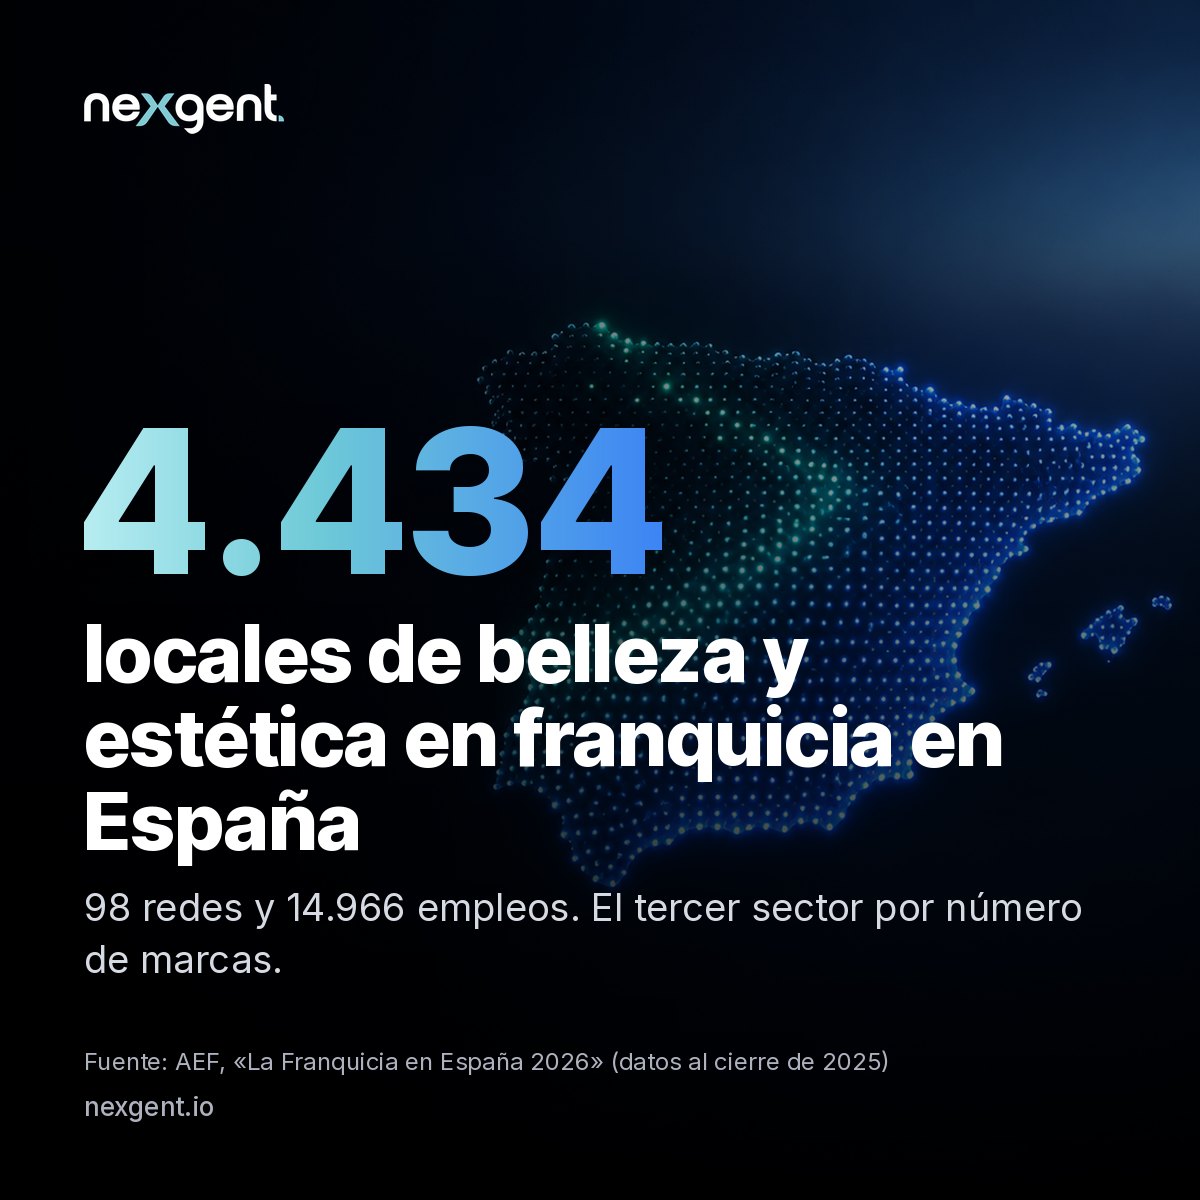 nexgent.
4.434
locales de belleza y
estética en franquicia en
España
98 redes y 14.966 empleos. El tercer sector por número
de marcas.
Fuente: AEF, «La Franquicia en España 2026» (datos al cierre de 2025)
nexgent.io